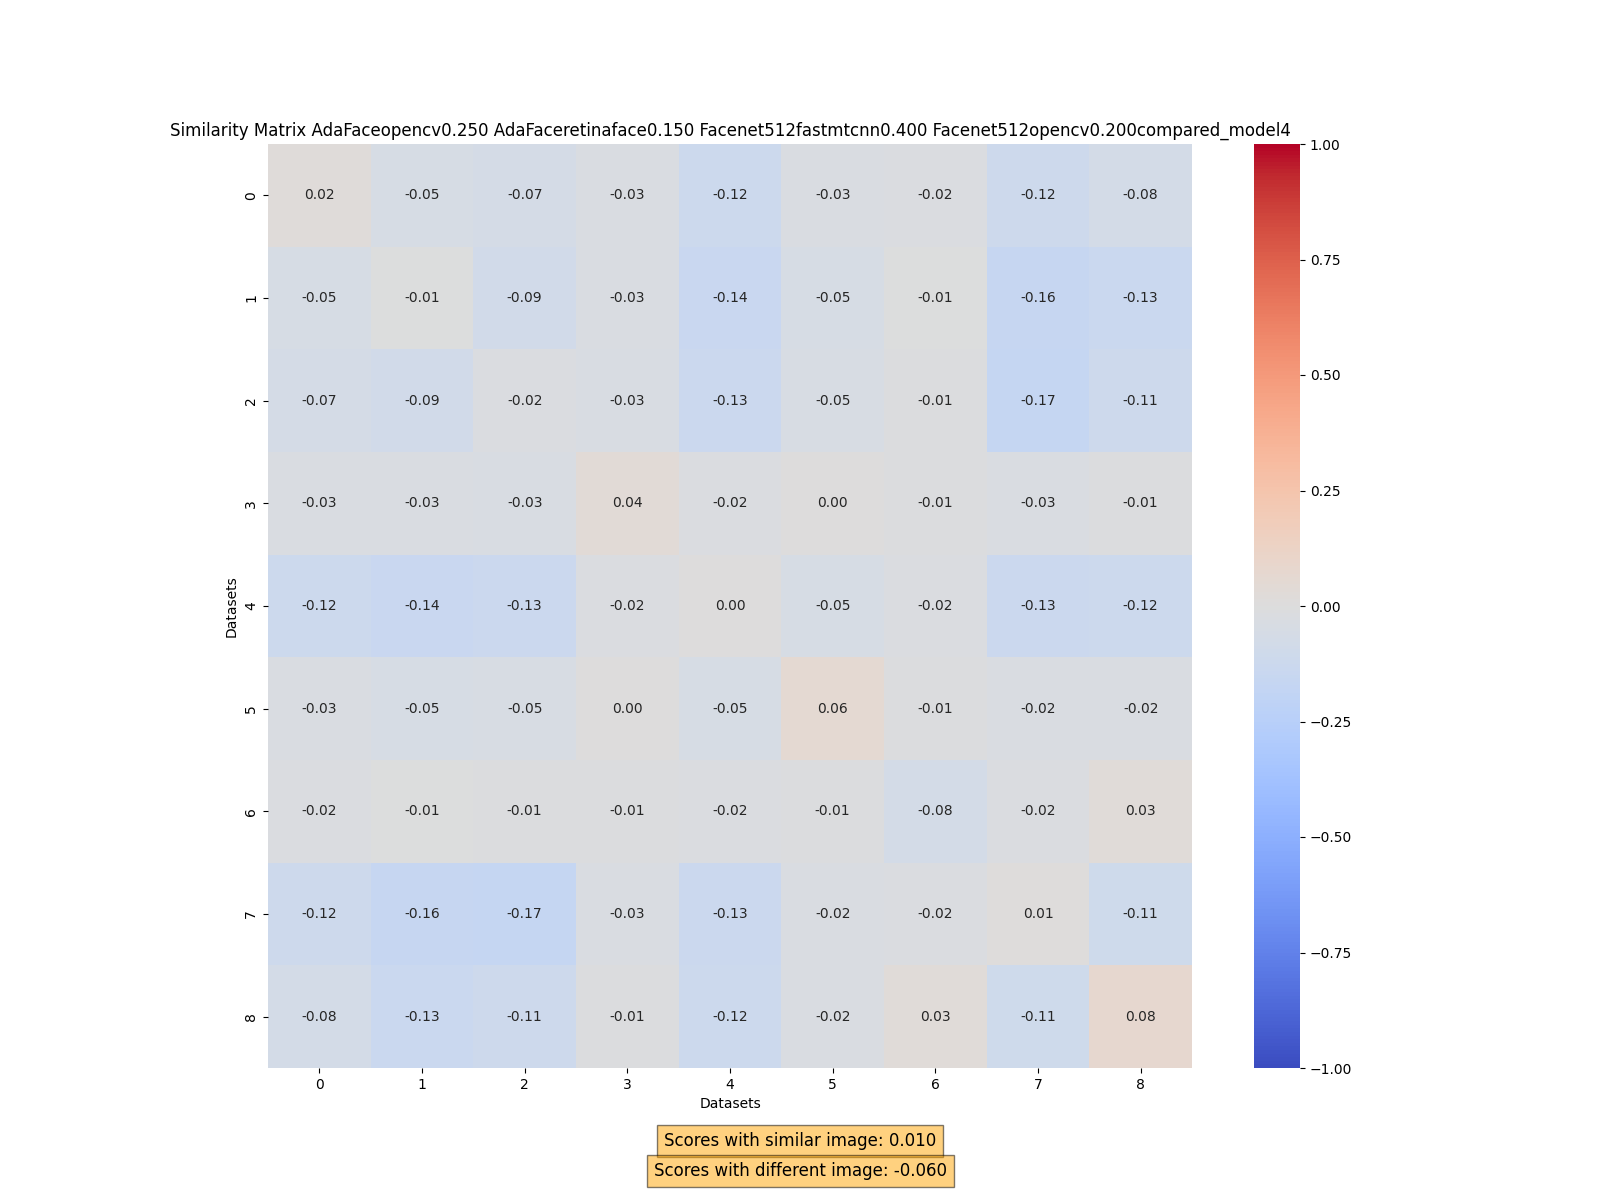 Similarity Matrix AdaFaceopencv0.250 AdaFaceretinaface0.150 Facenet512fastmtcnn0.400 Facenet512opencv0.200compared_model4
0 0.02 -0.05 -0.07 -0.03 -0.12 -0.03 -0.02 -0.12 -0.08
1 -0.05 -0.01 -0.09 -0.03 -0.14 -0.05 -0.01 -0.16 -0.13
2 -0.07 -0.09 -0.02 -0.03 -0.13 -0.05 -0.01 -0.17 -0.11
3 -0.03 -0.03 -0.03 0.04 -0.02 0.00 -0.01 -0.03 -0.01
4 -0.12 -0.14 -0.13 -0.02 0.00 -0.05 -0.02 -0.13 -0.12
5 -0.03 -0.05 -0.05 0.00 -0.05 0.06 -0.01 -0.02 -0.02
6 -0.02 -0.01 -0.01 -0.01 -0.02 -0.01 -0.08 -0.02 0.03
7 -0.12 -0.16 -0.17 -0.03 -0.13 -0.02 -0.02 0.01 -0.11
8 -0.08 -0.13 -0.11 -0.01 -0.12 -0.02 0.03 -0.11 0.08
0 1 2 3 4 5 6 7 8
Datasets
Datasets
1.00
0.75
0.50
0.25
0.00
−0.25
−0.50
−0.75
−1.00
Scores with similar image: 0.010
Scores with different image: -0.060